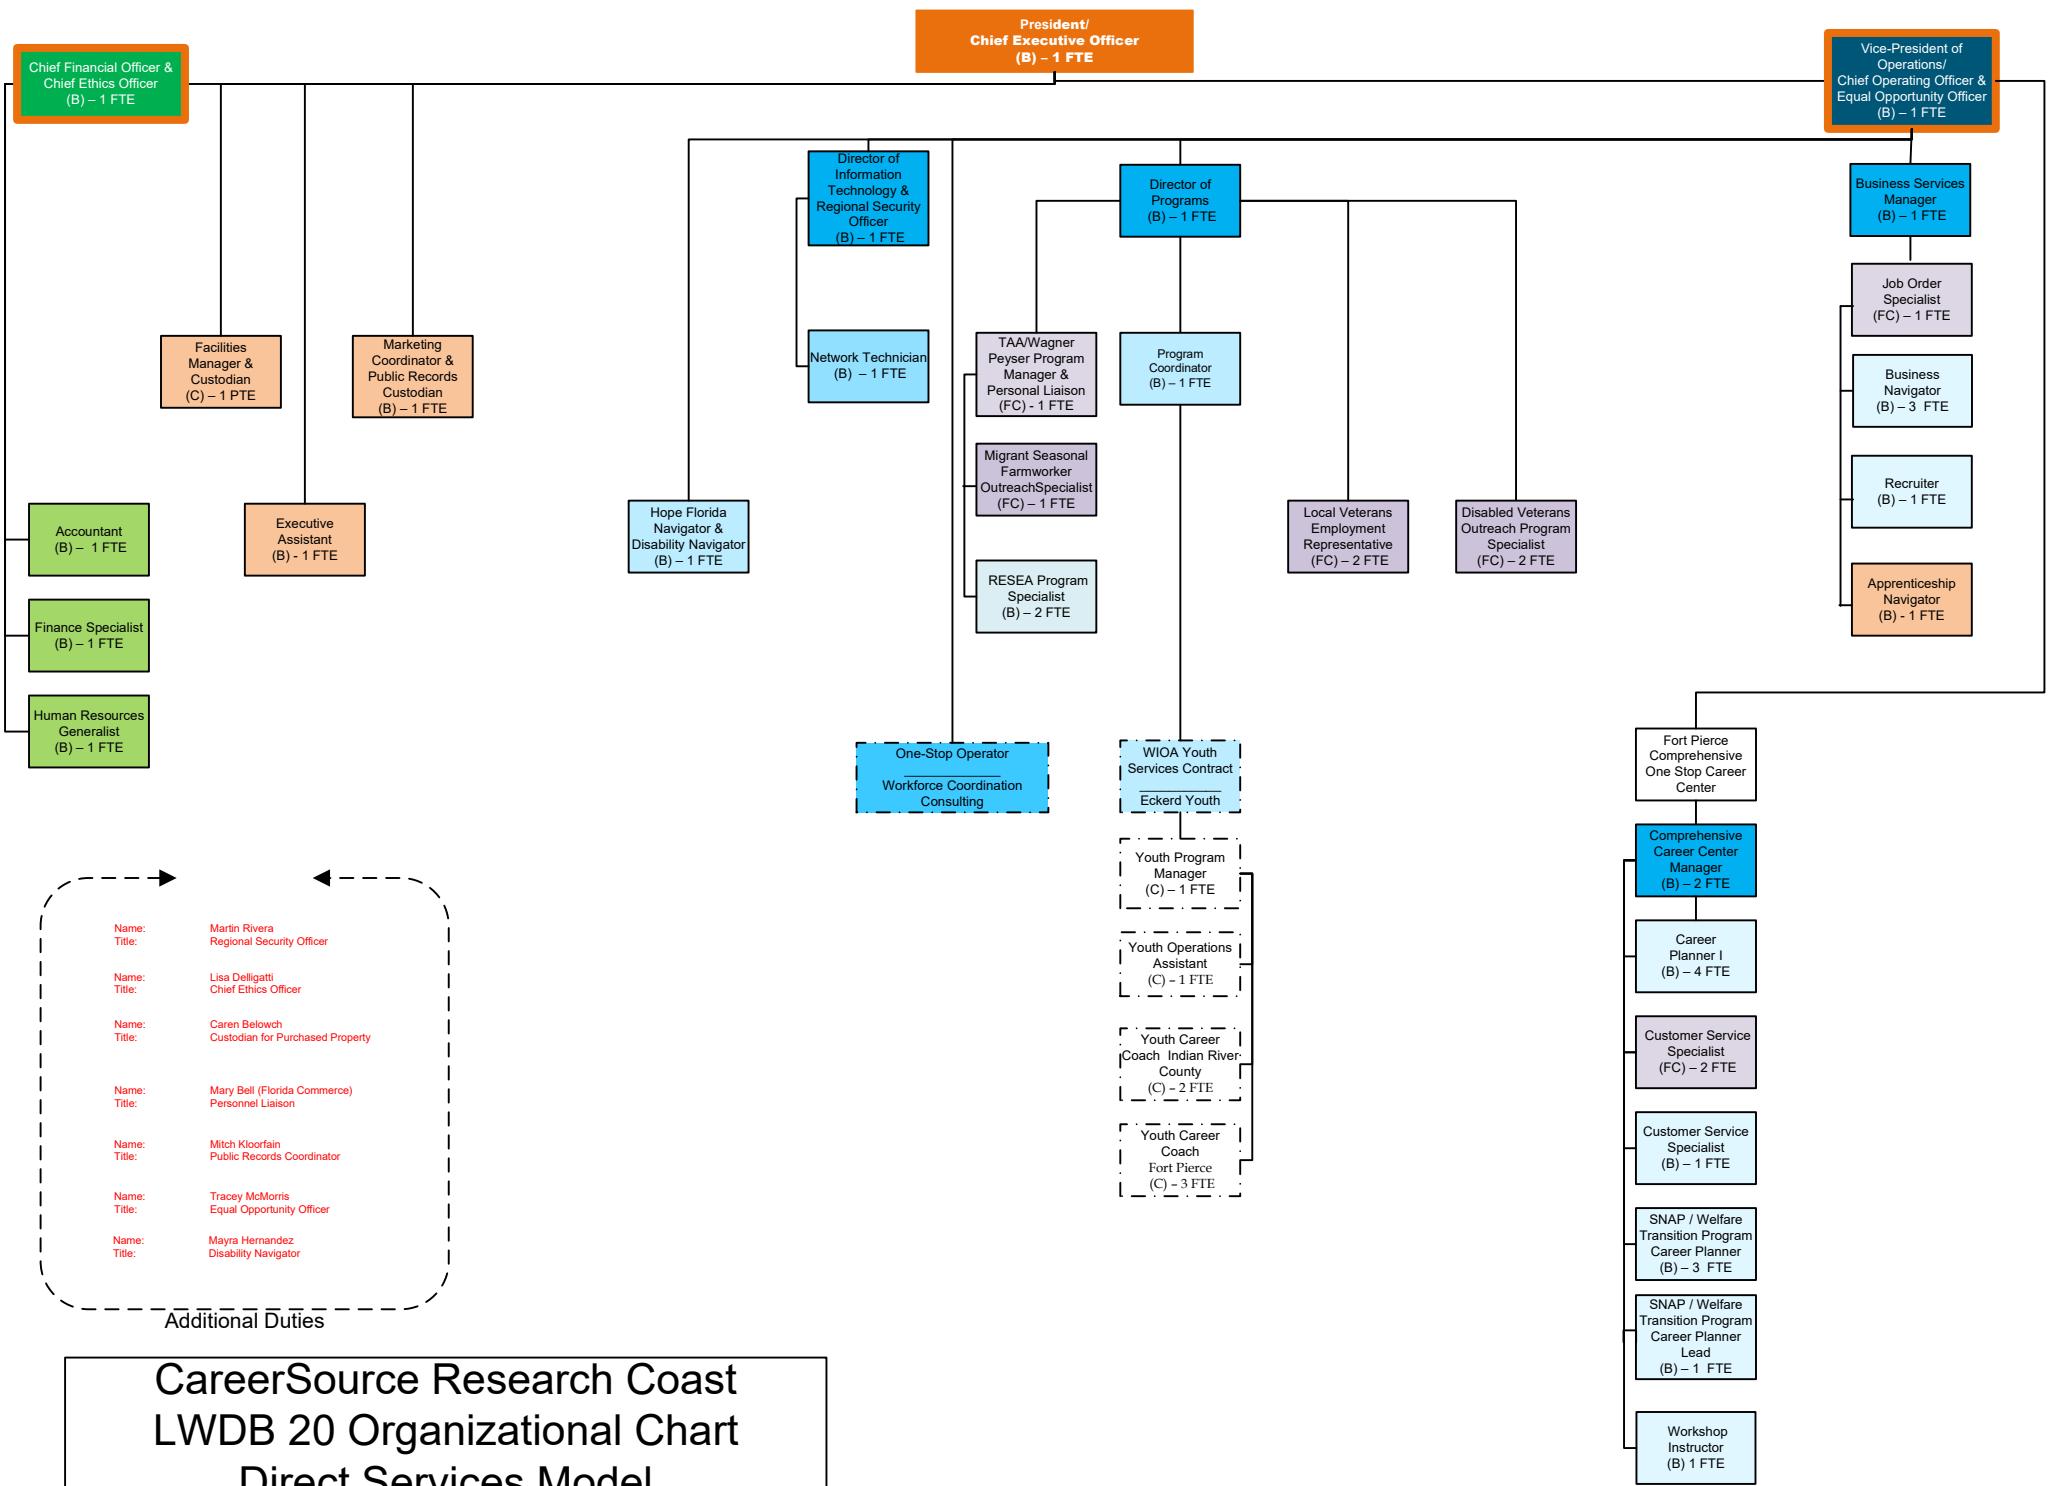 President/
Chief Executive Officer
(B) – 1 FTE
Chief Financial Officer &
Chief Ethics Officer
(B) – 1 FTE
Vice-President of
Operations/
Chief Operating Officer &
Equal Opportunity Officer
(B) – 1 FTE
Director of
Information
Technology &
Regional Security
Officer
(B) – 1 FTE
Director of
Programs
(B) – 1 FTE
Business Services
Manager
(B) – 1 FTE
Job Order
Specialist
(FC) – 1 FTE
Facilities
Manager &
Custodian
(C) – 1 PTE
Marketing
Coordinator &
Public Records
Custodian
(B) – 1 FTE
Network Technician
(B)  – 1 FTE
TAA/Wagner
Peyser Program
Manager &
Personal Liaison
(FC) - 1 FTE
Program
Coordinator
(B) – 1 FTE
Business
Navigator
(B) – 3  FTE
Migrant Seasonal
Farmworker
OutreachSpecialist
(FC) – 1 FTE
Recruiter
(B) – 1 FTE
Accountant
(B) –  1 FTE
Executive
Assistant
(B) - 1 FTE
Hope Florida
Navigator &
Disability Navigator
(B) – 1 FTE
Local Veterans
Employment
Representative
(FC) – 2 FTE
Disabled Veterans
Outreach Program
Specialist
(FC) – 2 FTE
RESEA Program
Specialist
(B) – 2 FTE
Apprenticeship
Navigator
(B) - 1 FTE
Finance Specialist
(B) – 1 FTE
Human Resources
Generalist
(B) – 1 FTE
One-Stop Operator
Workforce Coordination
Consulting
WIOA Youth
Services Contract
Eckerd Youth
Fort Pierce
Comprehensive
One Stop Career
Center
Youth Program
Manager
(C) – 1 FTE
Comprehensive
Career Center
Manager
(B) – 2 FTE
Youth Operations
Assistant
(C) – 1 FTE
Career
Planner I
(B) – 4 FTE
Youth Career
Coach  Indian River
County
(C) – 2 FTE
Customer Service
Specialist
(FC) – 2 FTE
Youth Career
Coach
Fort Pierce
(C) – 3 FTE
Customer Service
Specialist
(B) – 1 FTE
SNAP / Welfare
Transition Program
Career Planner
(B) – 3  FTE
SNAP / Welfare
Transition Program
Career Planner
Lead
(B) – 1  FTE
Workshop
Instructor
(B) 1 FTE
Name: Martin Rivera
Title: Regional Security Officer
Name: Lisa Delligatti
Title: Chief Ethics Officer
Name: Caren Belowch
Title: Custodian for Purchased Property
Name: Mary Bell (Florida Commerce)
Title: Personnel Liaison
Name: Mitch Kloorfain
Title: Public Records Coordinator
Name: Tracey McMorris
Title: Equal Opportunity Officer
Name: Mayra Hernandez
Title: Disability Navigator
Additional Duties
CareerSource Research Coast
LWDB 20 Organizational Chart
Direct Services Model